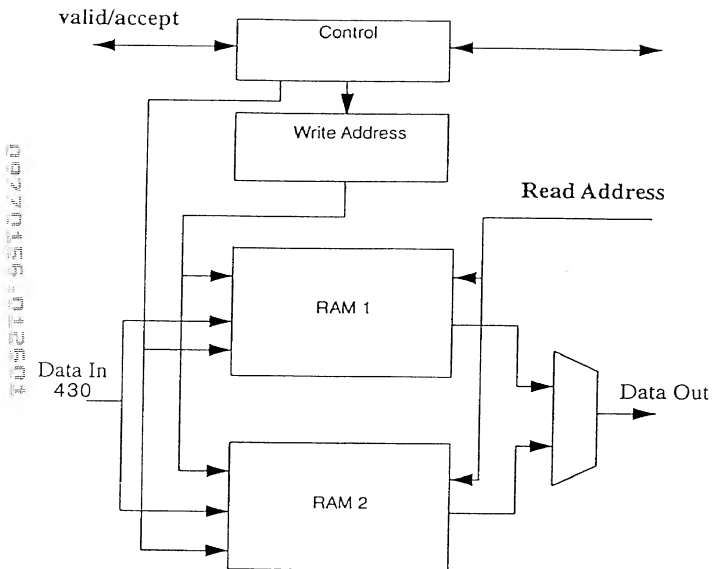 valid/accept
Control
Write Address
Read Address
RAM 1
Data In
430
Data Out
RAM 2